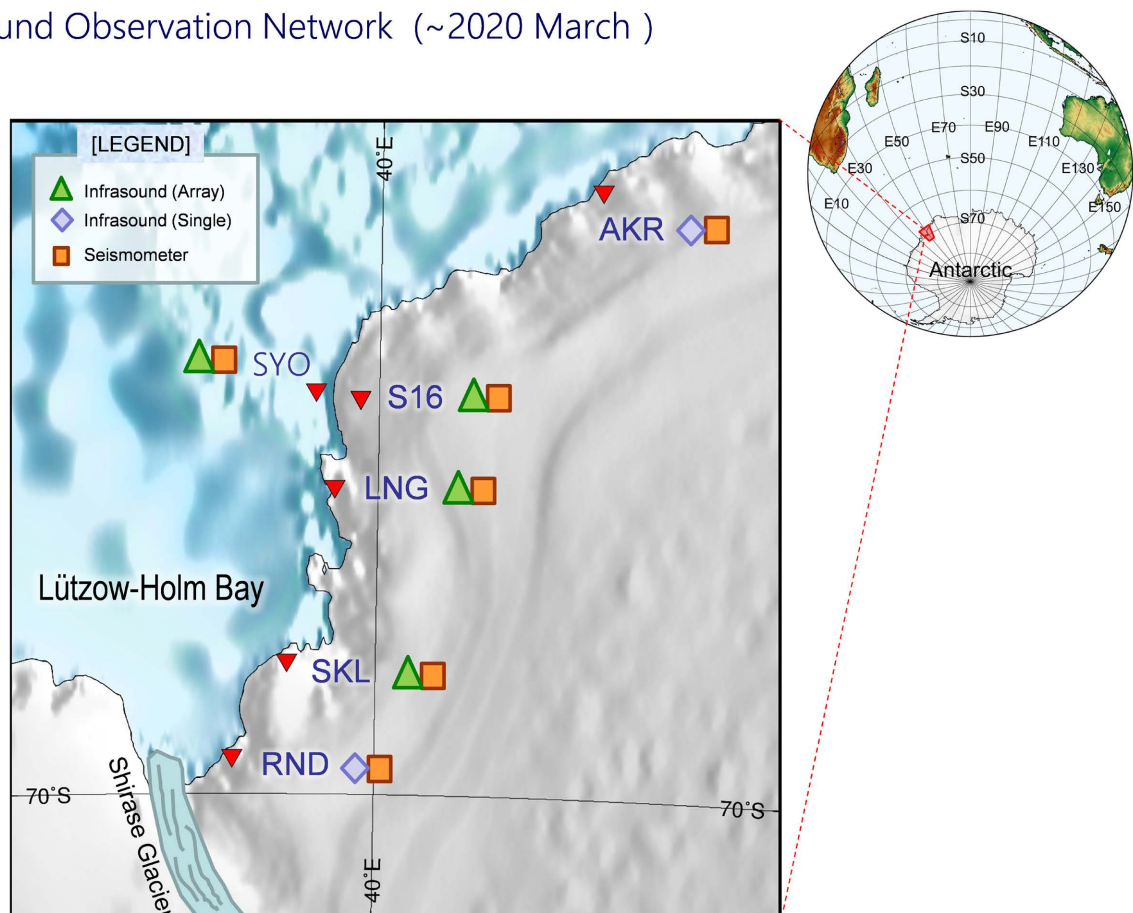 und Observation Network (~2020 March )
[LEGEND]
Infrasound (Array)
Infrasound (Single)
Seismometer
40°E
AKR
SYO
S16
LNG
Lützow-Holm Bay
SKL
RND
70°S
70°S
Shirase Glacier
40°E
S10
S30
E70
E90
E50
E110
S50
E30
E130
E10
E150
S70
Antarctic